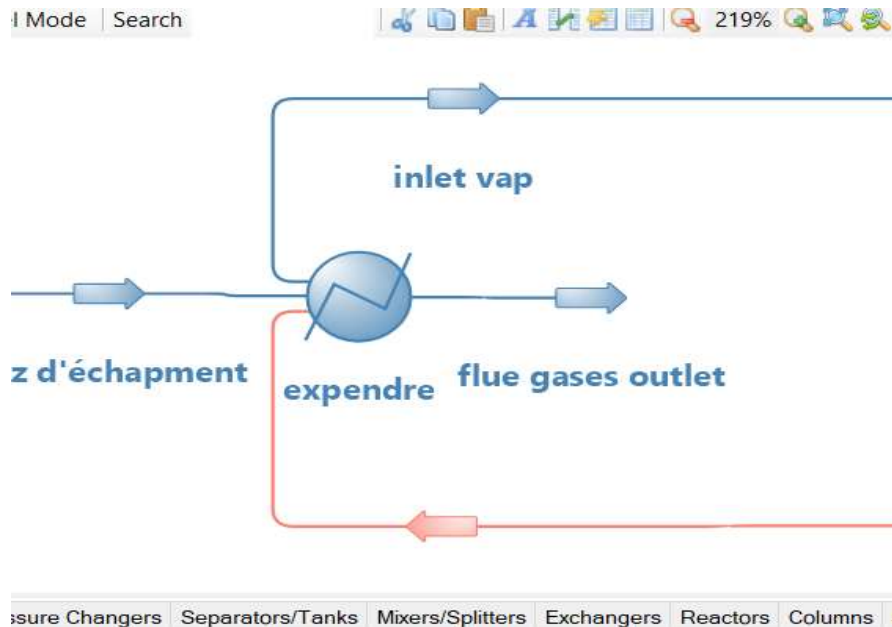 Mode Search 219%
inlet vap
z d'échapment
expendre
flue gases outlet
ssure Changers Separators/Tanks Mixers/Splitters Exchangers Reactors Columns